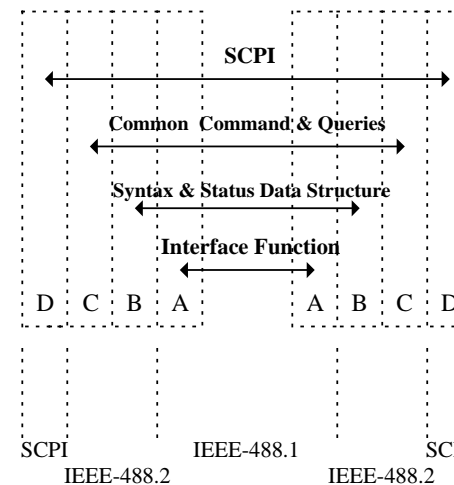 SCPI
Common Command & Queries
Syntax & Status Data Structure
Interface Function
D C B A A B C D
SCPI IEEE-488.1 SC
IEEE-488.2 IEEE-488.2